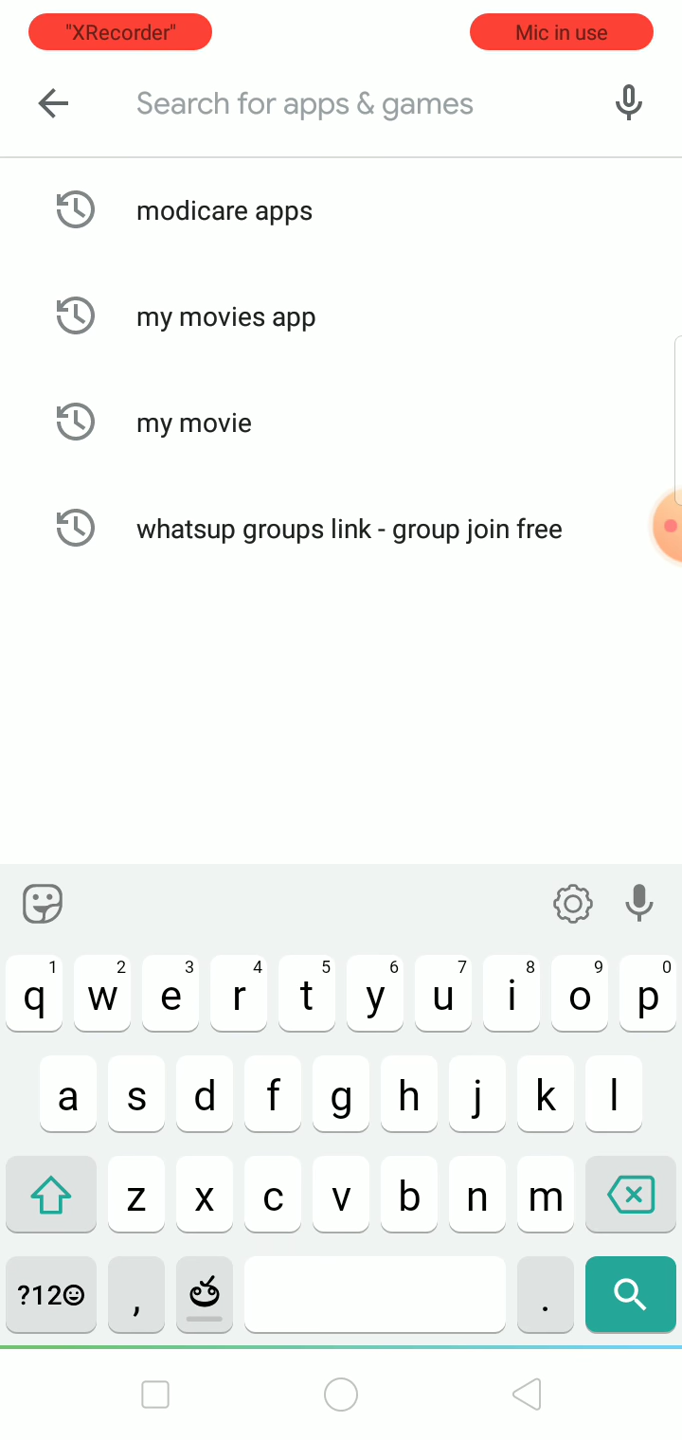 "XRecorder" Mic in use
Search for apps & games
modicare apps
my movies app
my movie
whatsup groups link - group join free
1 2 3 4 5 6 7 8 9 0
q w e r t y u i o p
a s d f g h j k l
z x c v b n m
?12☺ , .